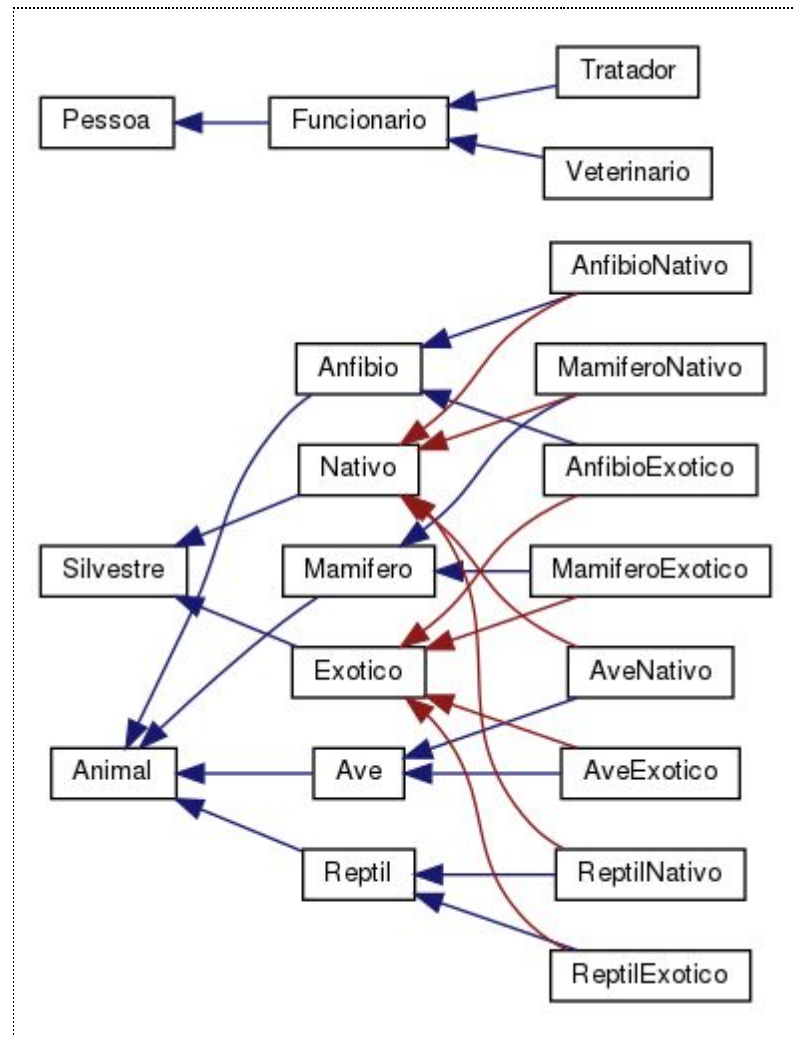 Tratador
Pessoa
Funcionario
Veterinario
AnfibioNativo
Anfibio
MamiferoNativo
Nativo
AnfibioExotico
Silvestre
Mamifero
MamiferoExotico
Exotico
AveNativo
Animal
Ave
AveExotico
Reptil
ReptilNativo
ReptilExotico